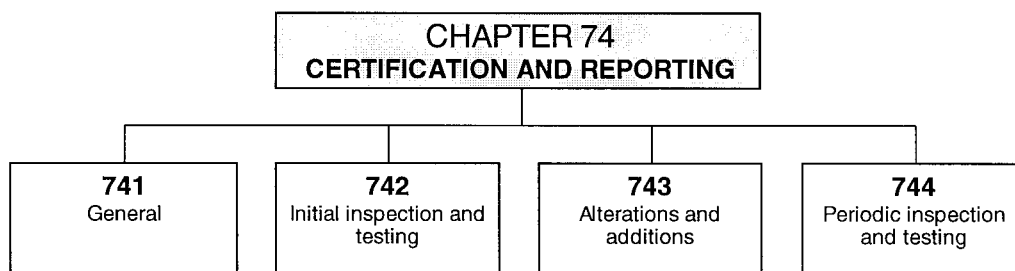 CHAPTER 74
CERTIFICATION AND REPORTING
741
General
742
Initial inspection and
testing
743
Alterations and
additions
744
Periodic inspection
and testing